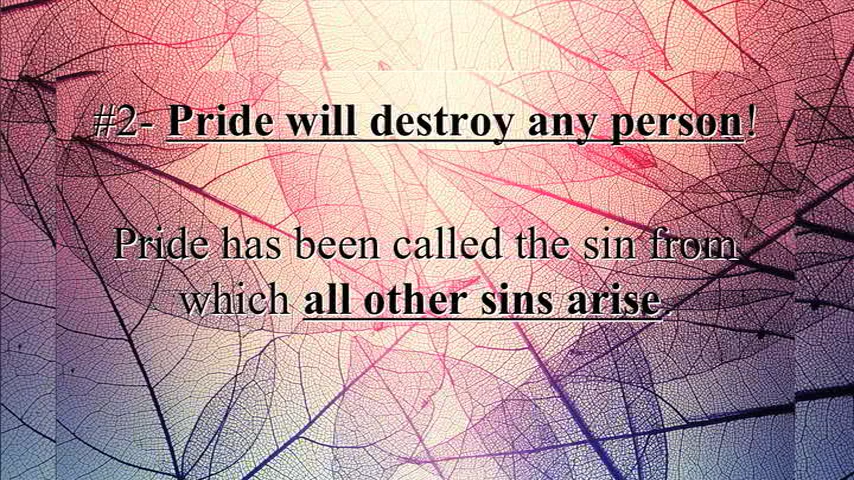 #2- Pride will destroy any person!
Pride has been called the sin from
which all other sins arise.